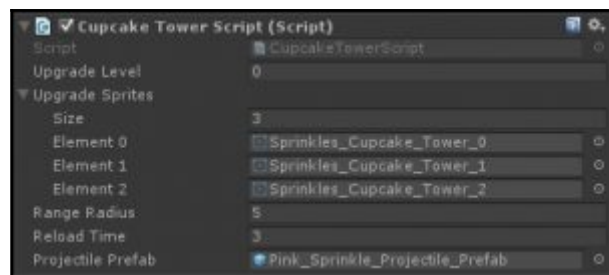 Cupcake Tower Script (Script)
Script CupcakeTowerScript
Upgrade Level 0
Upgrade Sprites
Size 3
Element 0 Sprinkles_Cupcake_Tower_0
Element 1 Sprinkles_Cupcake_Tower_1
Element 2 Sprinkles_Cupcake_Tower_2
Range Radius 5
Reload Time 3
Projectile Prefab Pink_Sprinkle_Projectile_Prefab